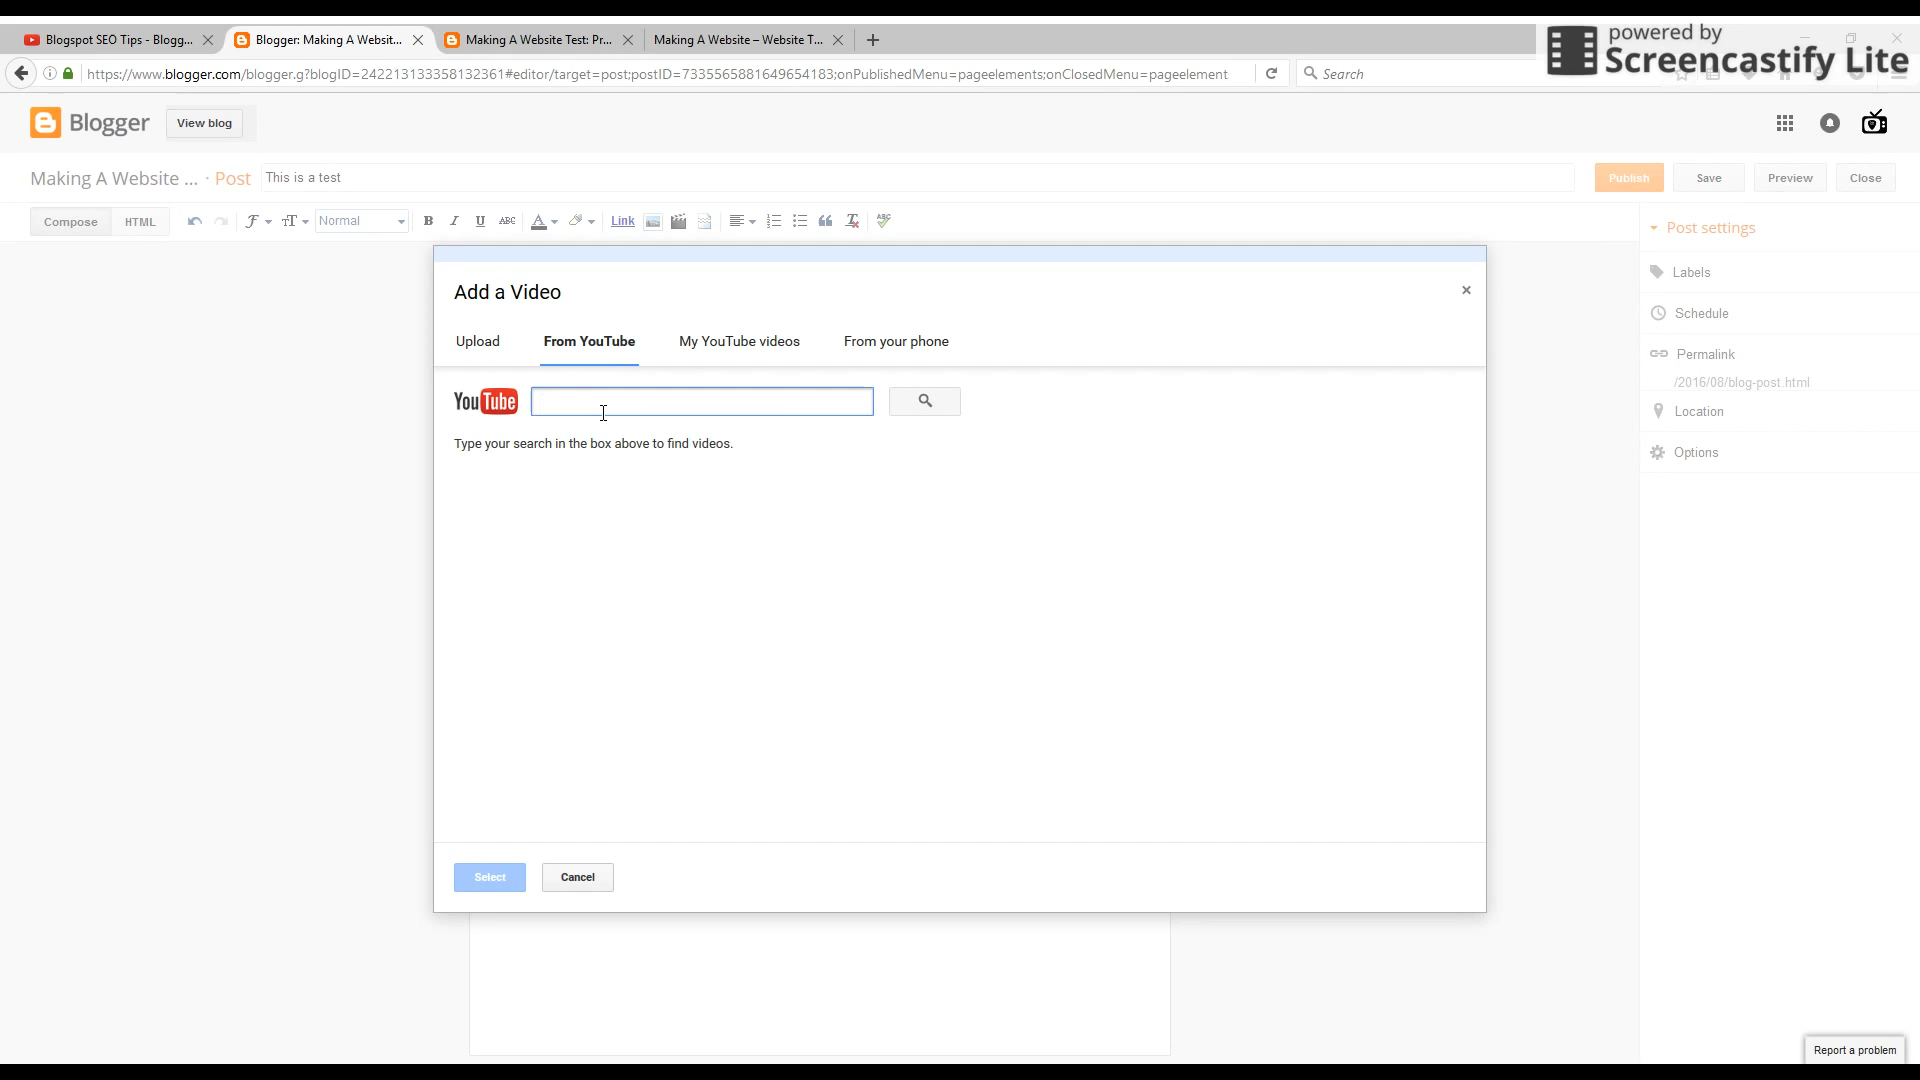 Blogspot SEO Tips - Blogg...
Blogger: Making A Websit...
Making A Website Test: Pr...
Making A Website – Website T...
powered by
Screencastify Lite
https://www.blogger.com/blogger.g?blogID=242213133358132361#editor/target=post;postID=7335565881649654183;onPublishedMenu=pageelements;onClosedMenu=pageelement
Search
Blogger
View blog
Making A Website ... · Post
This is a test
Publish
Save
Preview
Close
Compose
HTML
Normal
B
I
U
ABC
A
Link
ABC
Post settings
Labels
Schedule
Permalink
/2016/08/blog-post.html
Location
Options
Add a Video
Upload
From YouTube
My YouTube videos
From your phone
YouTube
Type your search in the box above to find videos.
Select
Cancel
Report a problem